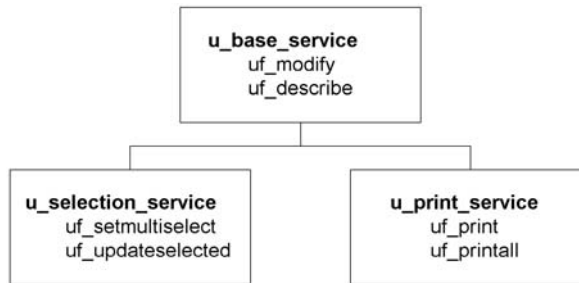 u_base_service
uf_modify
uf_describe
u_selection_service
uf_setmultiselect
uf_updateselected
u_print_service
uf_print
uf_printall